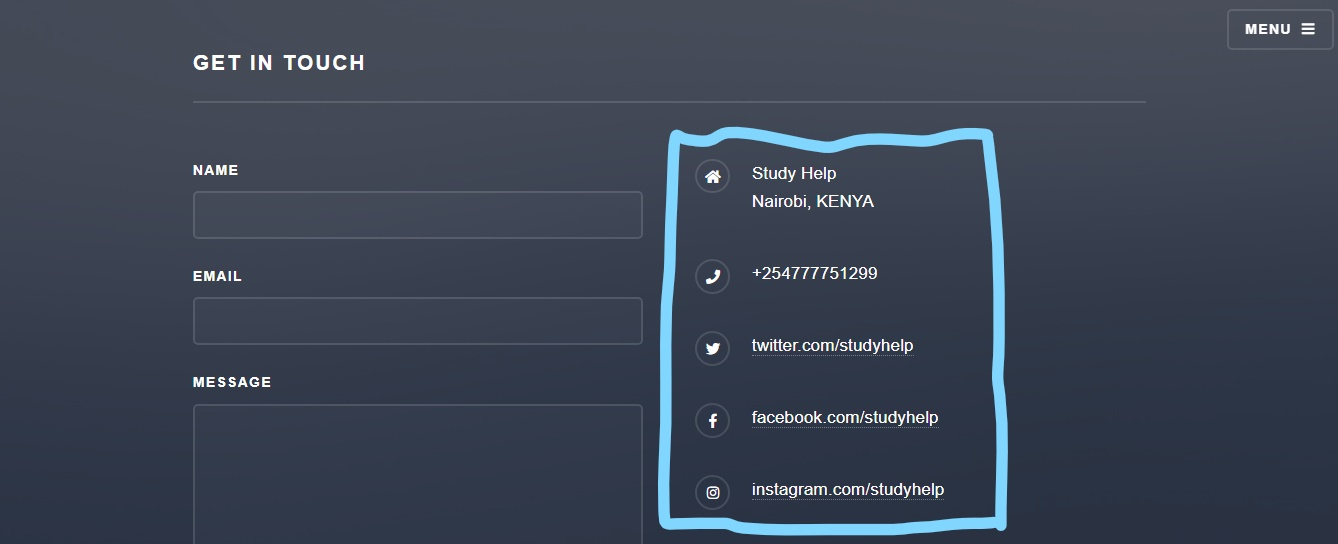 MENU
GET IN TOUCH
NAME
EMAIL
MESSAGE
Study Help
Nairobi, KENYA
+254777751299
twitter.com/studyhelp
facebook.com/studyhelp
instagram.com/studyhelp